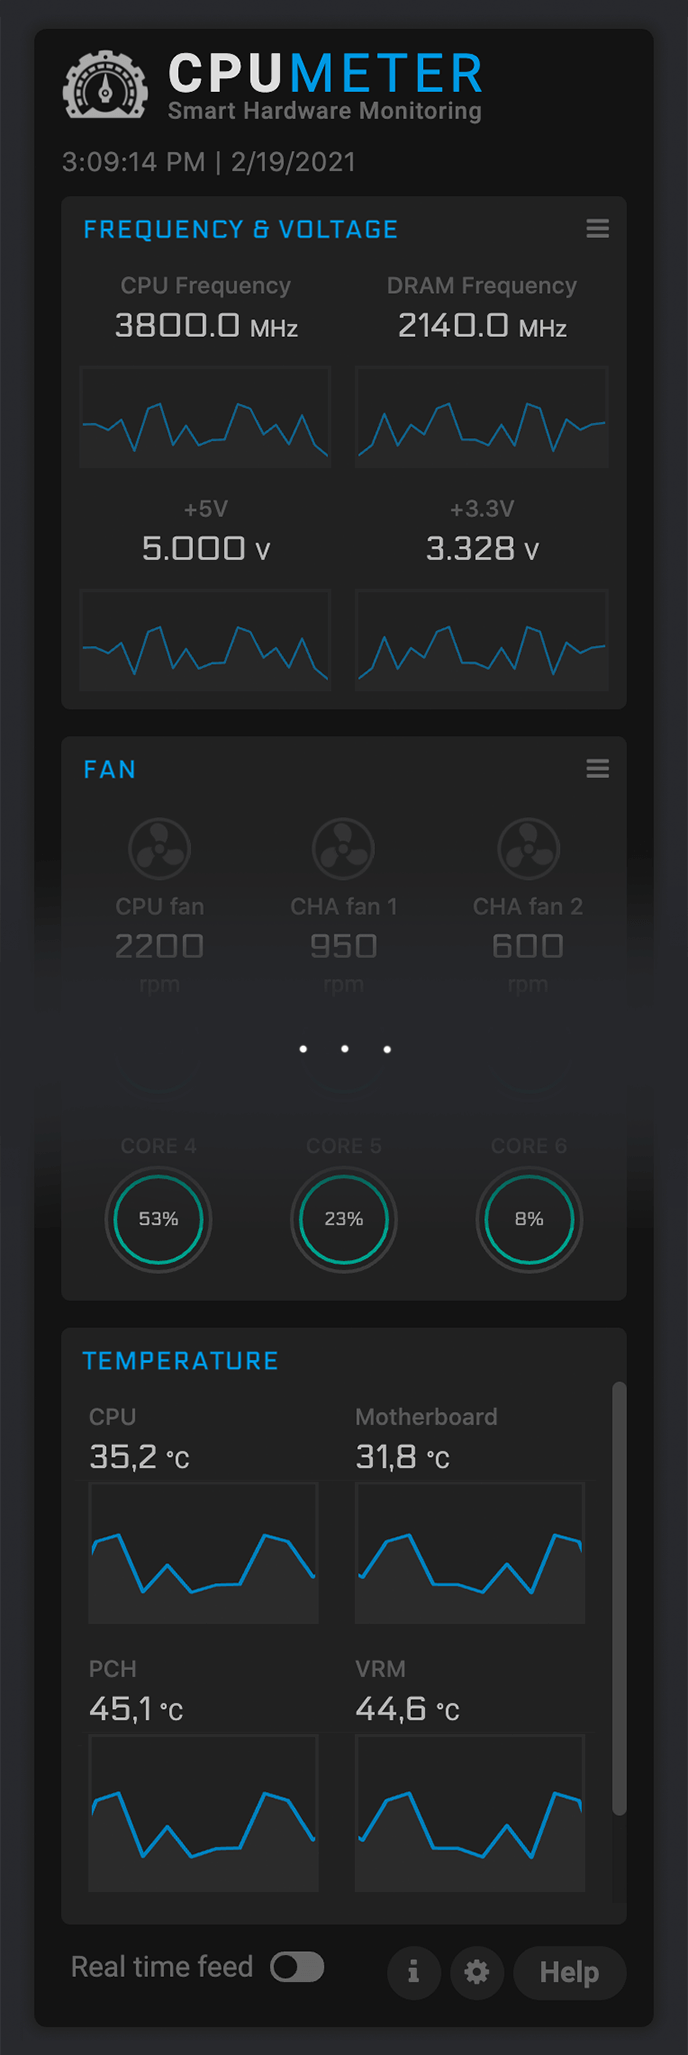 CPUMETER
Smart Hardware Monitoring
3:09:14 PM | 2/19/2021
FREQUENCY & VOLTAGE
CPU Frequency DRAM Frequency
3800.0 MHz 2140.0 MHz
+5V +3.3V
5.000 V 3.328 V
FAN
CPU fan CHA fan 1 CHA fan 2
2200 950 600
rpm rpm rpm
. . .
CORE 4 CORE 5 CORE 6
53% 23% 8%
TEMPERATURE
CPU Motherboard
35,2 °C 31,8 °C
PCH VRM
45,1 °C 44,6 °C
Real time feed i Help